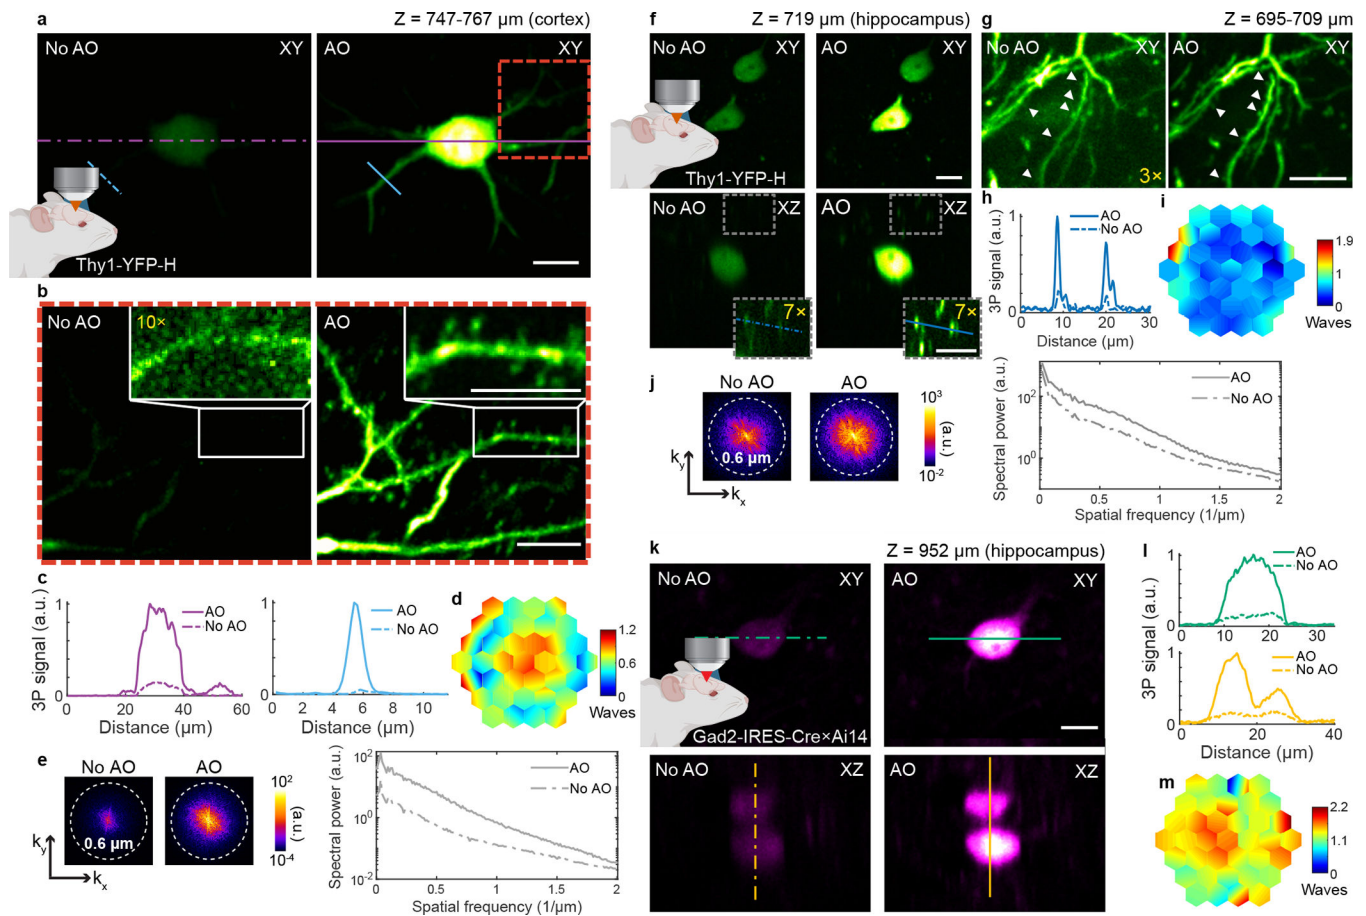 a
Z = 747-767 µm (cortex)
No AO
XY
AO
XY
Thy1-YFP-H
b
No AO
10×
AO
c
3P signal (a.u.)
1
0
AO
No AO
0
20
40
60
Distance (µm)
1
0
AO
No AO
0
2
4
6
8
10
Distance (µm)
d
1.2
0.6
0
Waves
e
No AO
AO
0.6 µm
k_y
k_x
10²
(a.u.)
10⁻⁴
Spectral power (a.u.)
10²
10⁰
10⁻²
AO
No AO
0
0.5
1
1.5
2
Spatial frequency (1/µm)
f
Z = 719 µm (hippocampus)
No AO
XY
AO
XY
Thy1-YFP-H
No AO
XZ
AO
XZ
7×
7×
g
Z = 695-709 µm
No AO
XY
AO
XY
3×
h
3P signal (a.u.)
1
0.5
0
AO
No AO
0
10
20
30
Distance (µm)
i
1.9
1
0
Waves
j
No AO
AO
0.6 µm
k_y
k_x
10³
(a.u.)
10⁻²
Spectral power (a.u.)
10²
10⁰
AO
No AO
0
0.5
1
1.5
2
Spatial frequency (1/µm)
k
Z = 952 µm (hippocampus)
No AO
XY
AO
XY
Gad2-IRES-Cre×Ai14
No AO
XZ
AO
XZ
l
3P signal (a.u.)
1
0
AO
No AO
0
10
20
30
1
0
AO
No AO
0
20
40
Distance (µm)
m
2.2
1
0
Waves